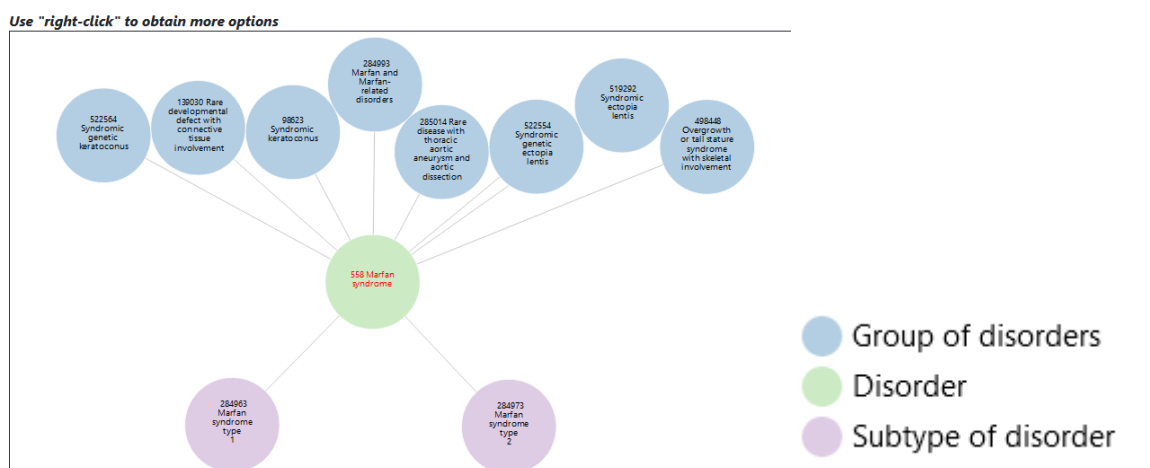 Use "right-click" to obtain more options
284993
Marfan and
Marfan-
related
disorders
522564
Syndromic
genetic
keratoconus
139030 Rare
developmental
defect with
connective
tissue
involvement
98623
Syndromic
keratoconus
285014 Rare
disease with
thoracic
aortic
aneurysm and
aortic
dissection
522554
Syndromic
genetic
ectopia
lentis
519292
Syndromic
ectopia
lentis
498448
Overgrowth
or tall stature
syndrome
with skeletal
involvement
558 Marfan
syndrome
284963
Marfan
syndrome
type
1
284973
Marfan
syndrome
type
2
Group of disorders
Disorder
Subtype of disorder